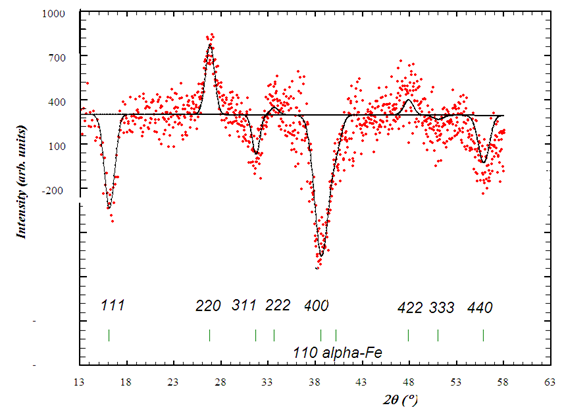 1000
700
400
100
-200
-
-
Intensity (arb. units)
111 220 311 222 400 422 333 440
110 alpha-Fe
13 18 23 28 33 38 43 48 53 58 63
2θ (°)